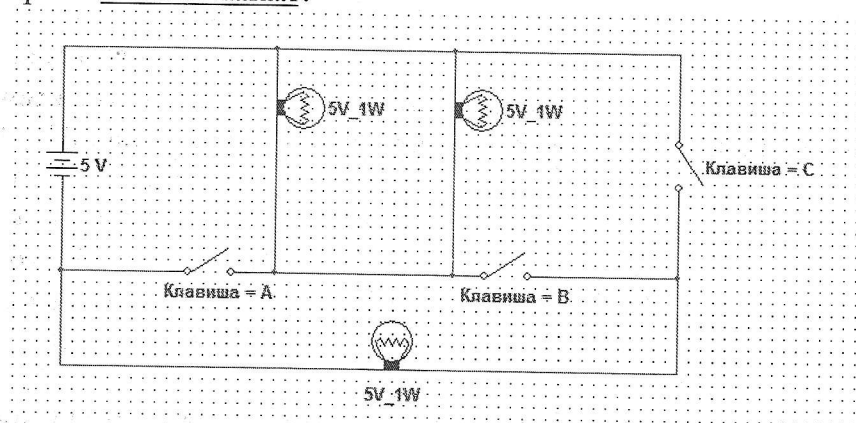 5V_1W
5V_1W
5 V
Клавиша = C
Клавиша = A
Клавиша = B
5V_1W